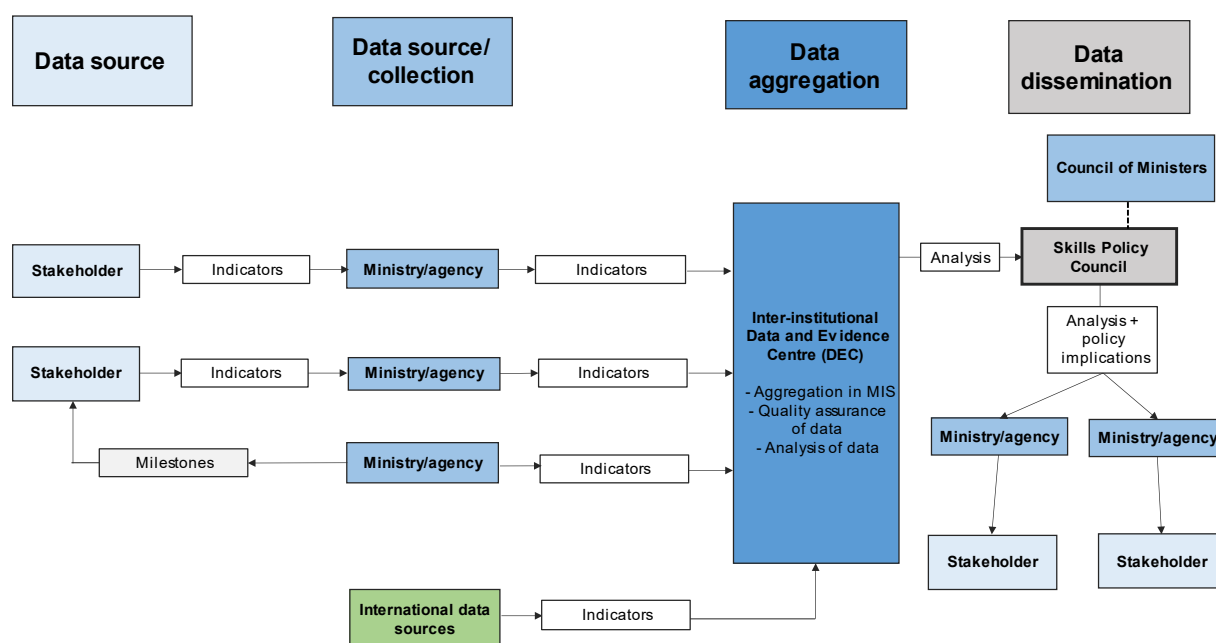 Data source
Data source/
collection
Data
aggregation
Data
dissemination
Council of Ministers
Stakeholder
Indicators
Ministry/agency
Indicators
Analysis
Skills Policy
Council
Inter-institutional
Data and Evidence
Centre (DEC)
- Aggregation in MIS
- Quality assurance
of data
- Analysis of data
Analysis +
policy
implications
Stakeholder
Indicators
Ministry/agency
Indicators
Ministry/agency
Ministry/agency
Milestones
Ministry/agency
Indicators
Stakeholder
Stakeholder
International data
sources
Indicators